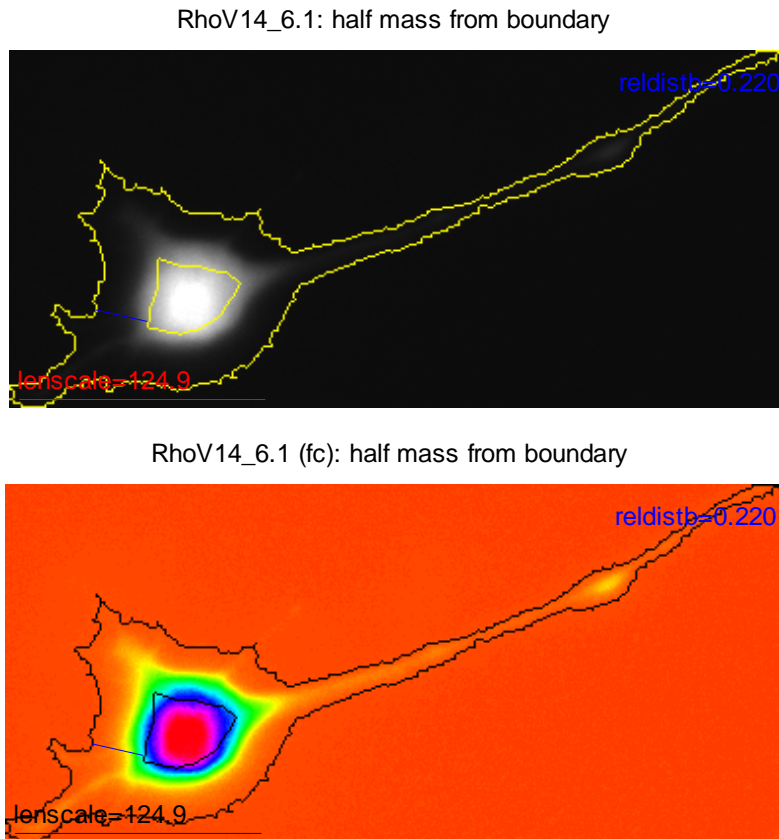 RhoV14_6.1: half mass from boundary
reldistb=0.220
lenscale=124.9
RhoV14_6.1 (fc): half mass from boundary
reldistb=0.220
lenscale=124.9